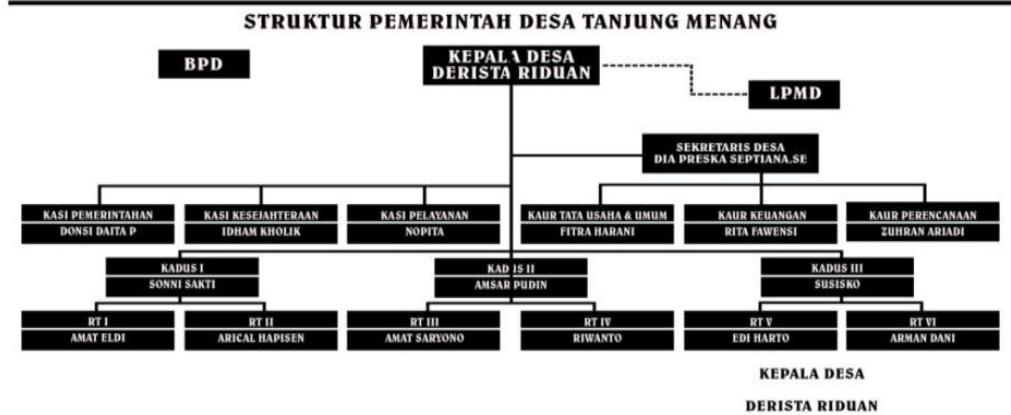 STRUKTUR PEMERINTAH DESA TANJUNG MENANG
BPD
KEPALA DESA
DERISTA RIDUAN
LPMD
SEKRETARIS DESA
DIA PRESKA SEPTIANA.SE
KASI PEMERINTAHAN
DONSI DAITA P
KASI KESEJAHTERAAN
IDHAM KHOLIK
KASI PELAYANAN
NOPITA
KAUR TATA USAHA & UMUM
FITRA HARANI
KAUR KEUANGAN
RITA FAWENSI
KAUR PERENCANAAN
ZUHRAN ARIADI
KADUS I
SONNI SAKTI
KADUS II
AMSAR PUDIN
KADUS III
SUSISKO
RT I
AMAT ELDI
RT II
ARICAL HAPISEN
RT III
AMAT SARYONO
RT IV
RIWANTO
RT V
EDI HARTO
RT VI
ARMAN DANI
KEPALA DESA
DERISTA RIDUAN